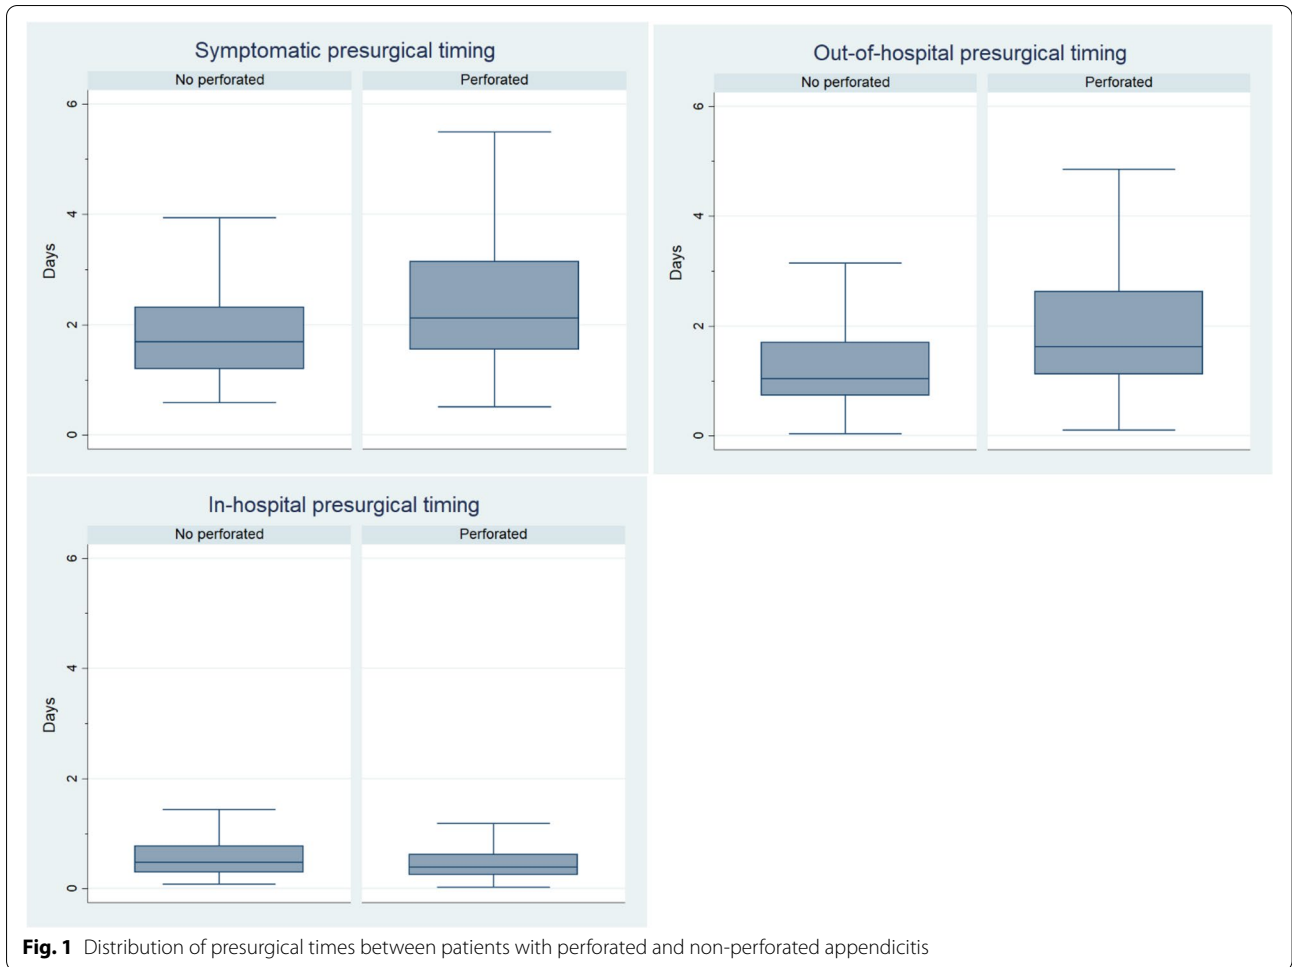 Symptomatic presurgical timing
No perforated
Perforated
6
4
2
0
Days
Out-of-hospital presurgical timing
No perforated
Perforated
6
4
2
0
Days
In-hospital presurgical timing
No perforated
Perforated
6
4
2
0
Days
Fig. 1 Distribution of presurgical times between patients with perforated and non-perforated appendicitis